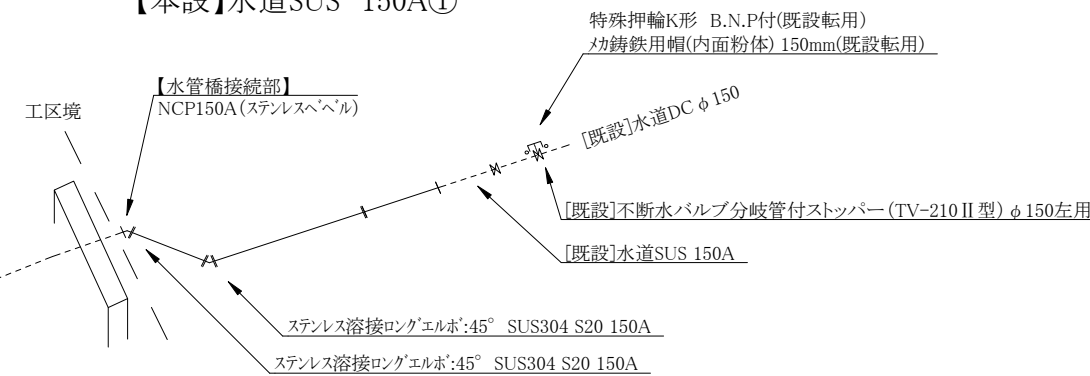 【本設】水道SUS 150A①
特殊押輪K形 B.N.P付(既設転用)
メカ鋳鉄用帽(内面粉体) 150mm(既設転用)
【水管橋接続部】
NCP150A(ステンレスベベル)
工区境
[既設]水道DCφ150
[既設]不断水バルブ分岐管付ストッパー(TV-210Ⅱ型)φ150左用
[既設]水道SUS 150A
ステンレス溶接ロングエルボ:45° SUS304 S20 150A
ステンレス溶接ロングエルボ:45° SUS304 S20 150A